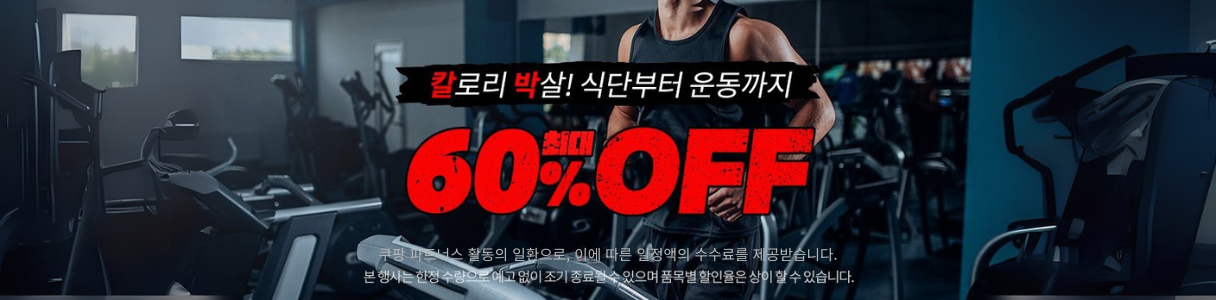 칼로리 박살! 식단부터 운동까지
최대
60%OFF
쿠팡 파트너스 활동의 일환으로, 이에 따른 일정액의 수수료를 제공받습니다.
본 행사는 한정 수량으로 예고 없이 조기 종료될 수 있으며 품목별 할인율은 상이 할 수 있습니다.